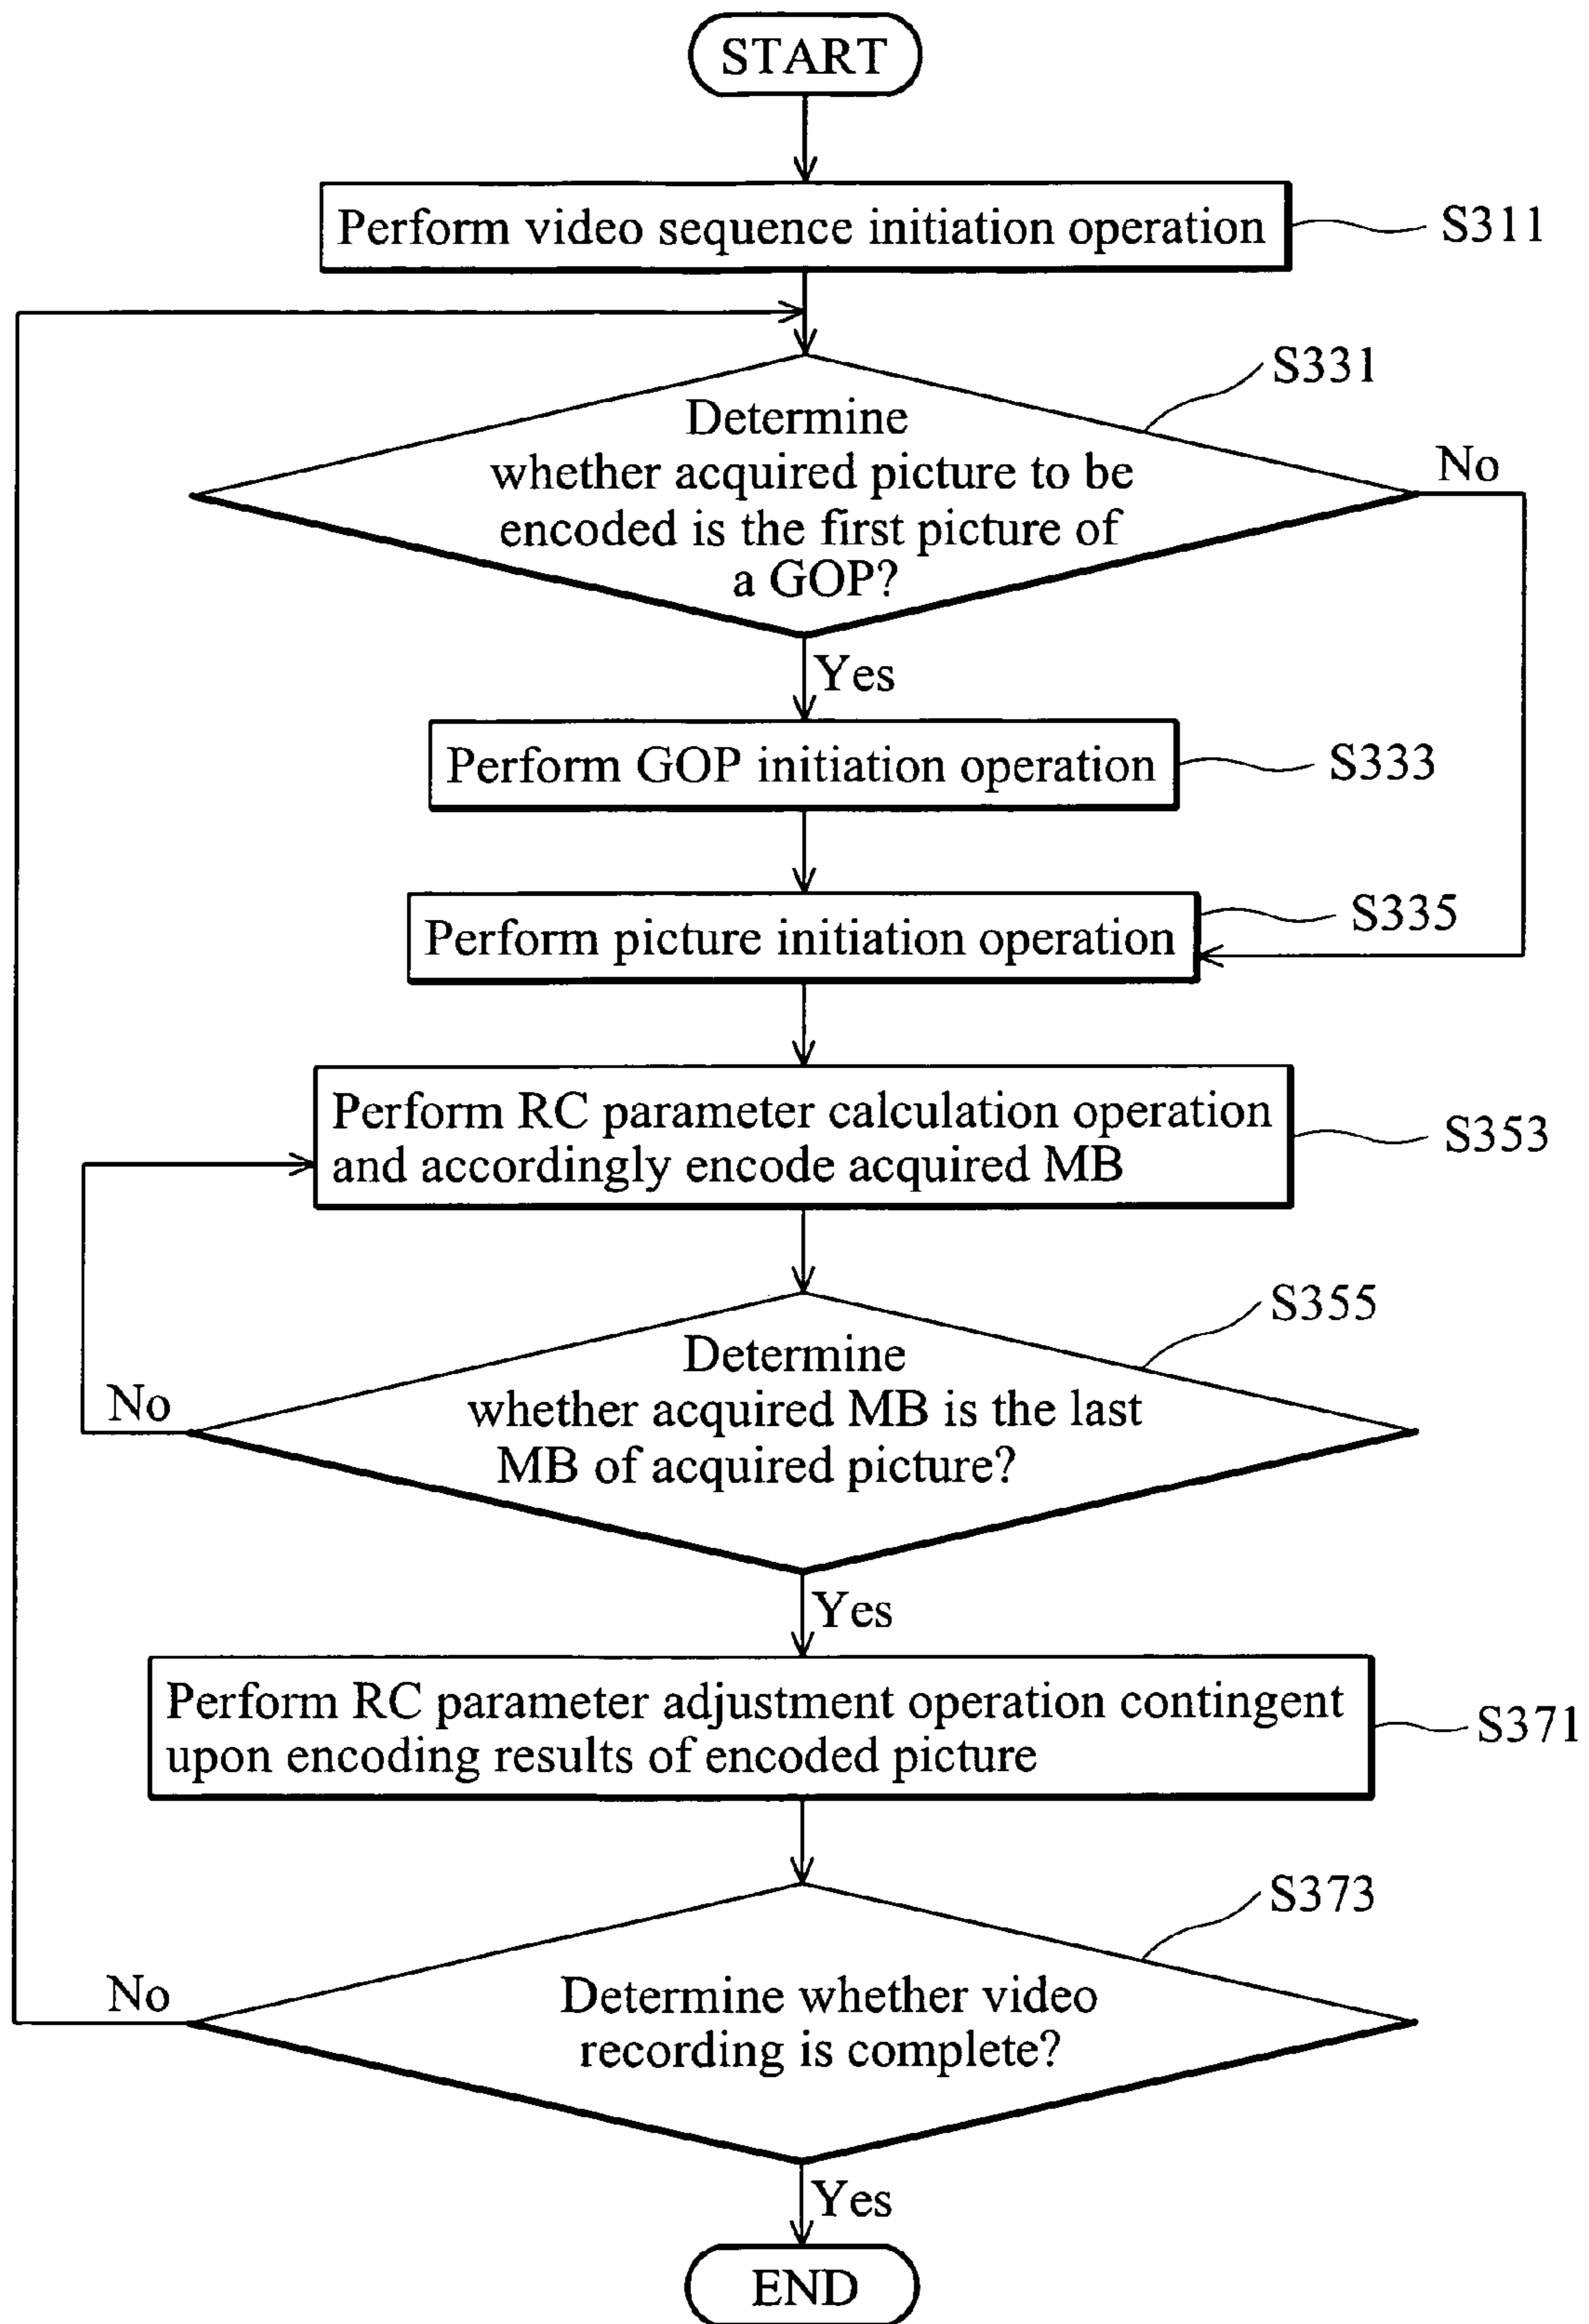 START
Perform video sequence initiation operation
S311
S331
Determine
whether acquired picture to be
encoded is the first picture of
a GOP?
No
Yes
Perform GOP initiation operation
S333
Perform picture initiation operation
S335
Perform RC parameter calculation operation
and accordingly encode acquired MB
S353
S355
Determine
whether acquired MB is the last
MB of acquired picture?
No
Yes
Perform RC parameter adjustment operation contingent
upon encoding results of encoded picture
S371
S373
Determine whether video
recording is complete?
No
Yes
END